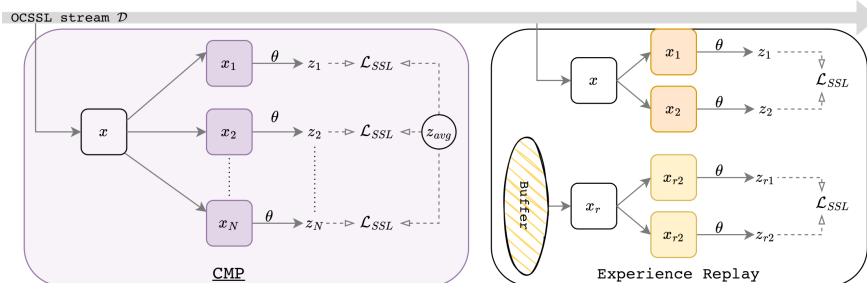 OCSSL stream 𝒟
x
x₁
θ
z₁
ℒ_SSL
x₂
θ
z₂
ℒ_SSL
z_avg
x_N
θ
z_N
ℒ_SSL
CMP
x
x₁
θ
z₁
x₂
θ
z₂
ℒ_SSL
Buffer
x_r
x_r2
θ
z_r1
x_r2
θ
z_r2
ℒ_SSL
Experience Replay